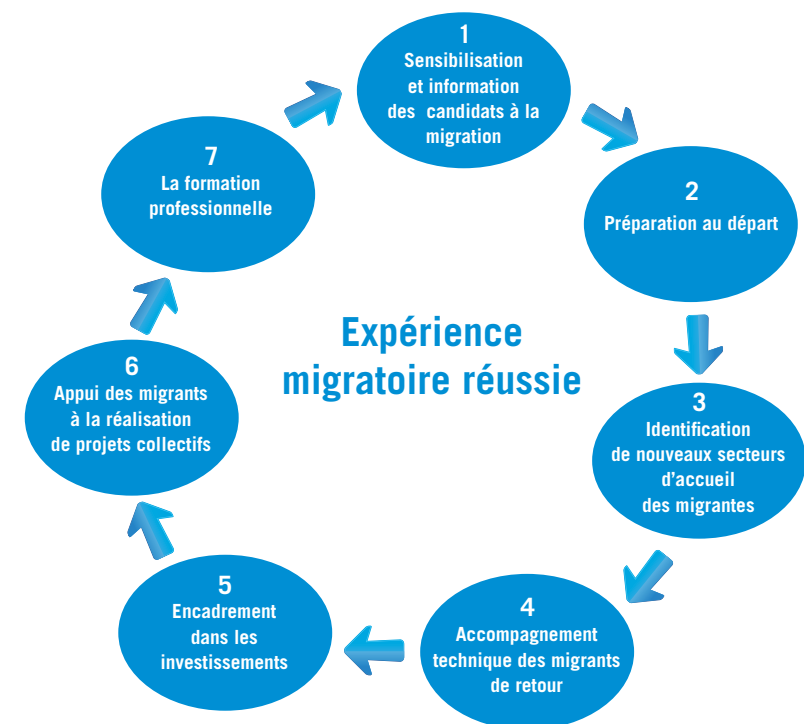 1
Sensibilisation
et information
des candidats à la
migration
2
Préparation au départ
3
Identification
de nouveaux secteurs
d'accueil
des migrantes
4
Accompagnement
technique des migrants
de retour
5
Encadrement
dans les
investissements
6
Appui des migrants
à la réalisation
de projets collectifs
7
La formation
professionnelle
Expérience
migratoire réussie